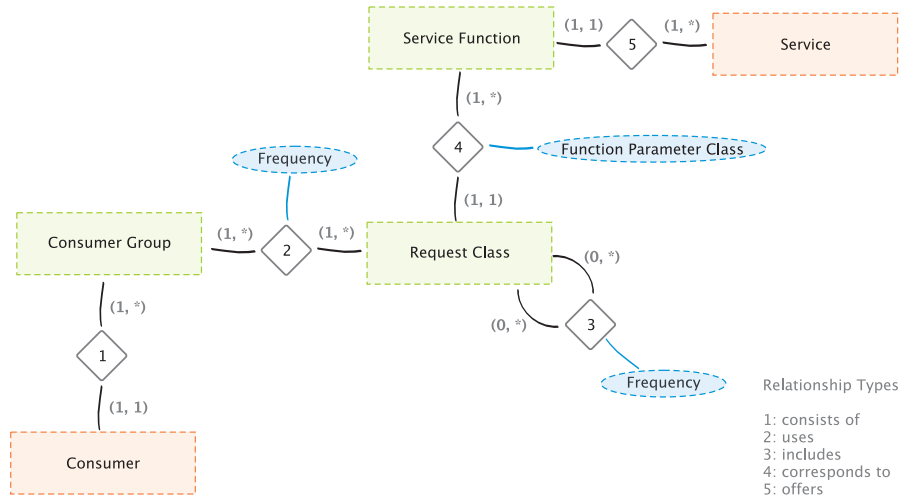 Service Function
(1, 1)
5
(1, *)
Service
(1, *)
4
Function Parameter Class
Frequency
(1, 1)
Consumer Group
(1, *)
2
(1, *)
Request Class
(0, *)
(0, *)
3
(1, *)
1
Frequency
(1, 1)
Consumer
Relationship Types
1: consists of
2: uses
3: includes
4: corresponds to
5: offers